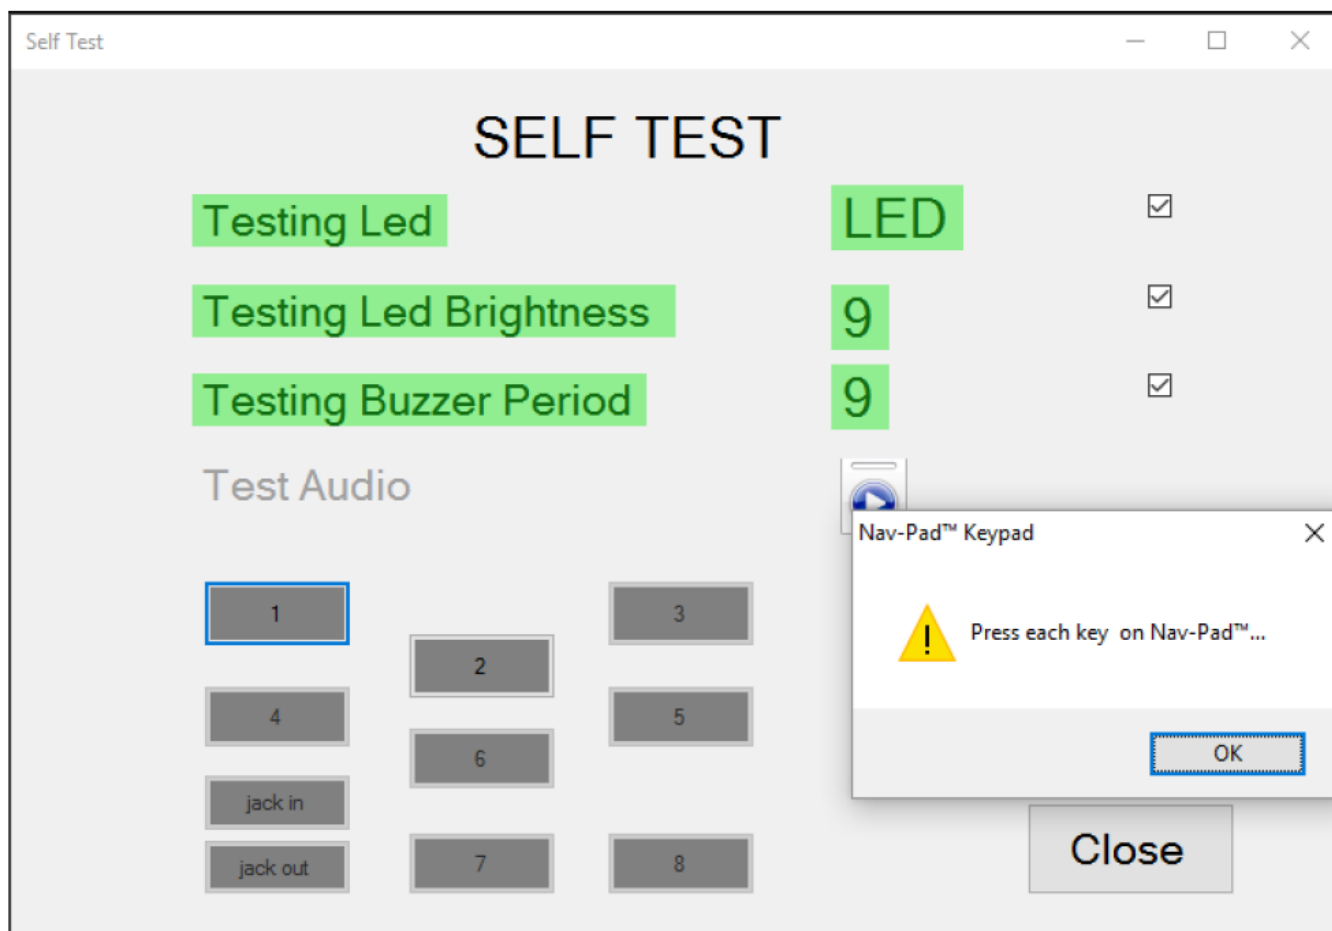 Self Test
SELF TEST
Testing Led LED
Testing Led Brightness 9
Testing Buzzer Period 9
Test Audio
Nav-Pad™ Keypad
Press each key  on Nav-Pad™...
OK
1
3
2
4
5
6
jack in
jack out
7
8
Close